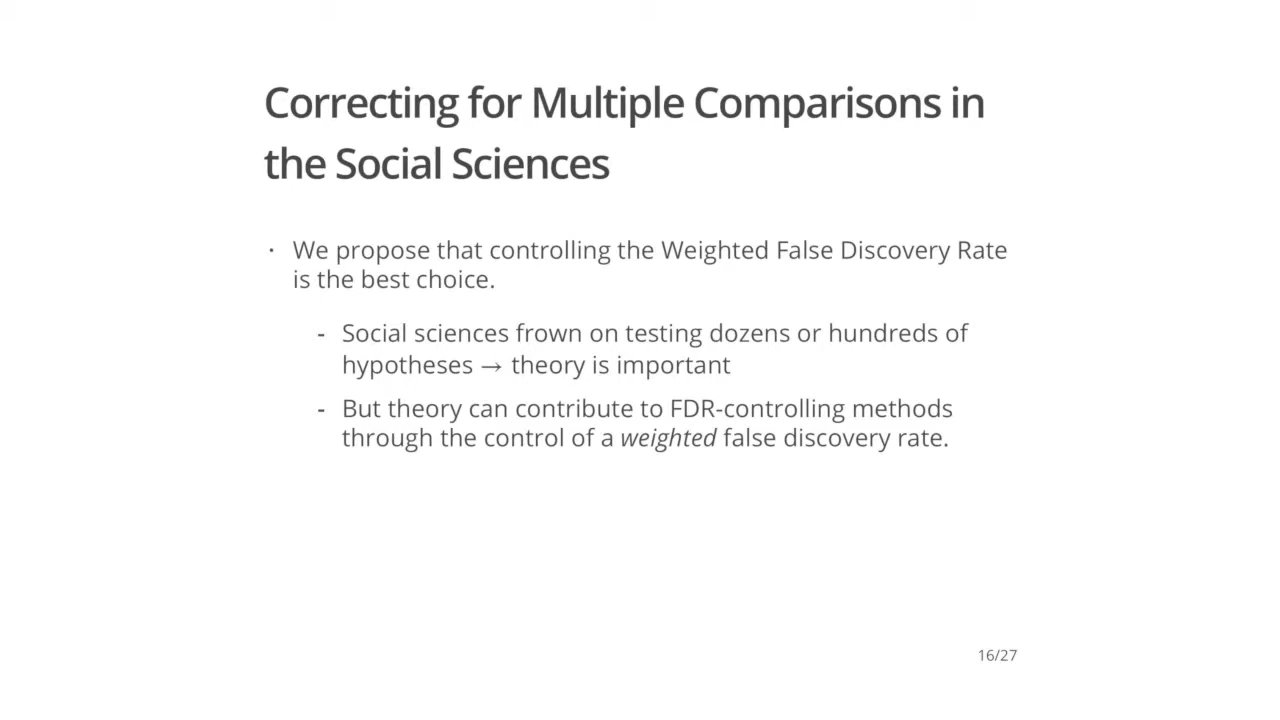 Correcting for Multiple Comparisons in
the Social Sciences
· We propose that controlling the Weighted False Discovery Rate
is the best choice.
- Social sciences frown on testing dozens or hundreds of
hypotheses → theory is important
- But theory can contribute to FDR-controlling methods
through the control of a weighted false discovery rate.
16/27